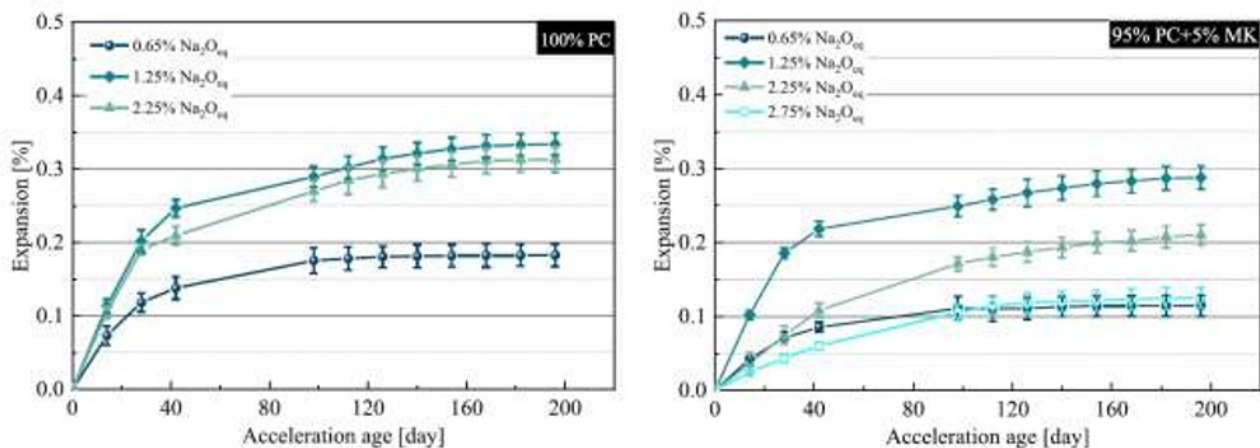 0.5
0.4
0.3
0.2
0.1
0.0
Expansion [%]
100% PC
0.65% Na₂Oeq
1.25% Na₂Oeq
2.25% Na₂Oeq
0 40 80 120 160 200
Acceleration age [day]
0.5
0.4
0.3
0.2
0.1
0.0
Expansion [%]
95% PC+5% MK
0.65% Na₂Oeq
1.25% Na₂Oeq
2.25% Na₂Oeq
2.75% Na₂Oeq
0 40 80 120 160 200
Acceleration age [day]